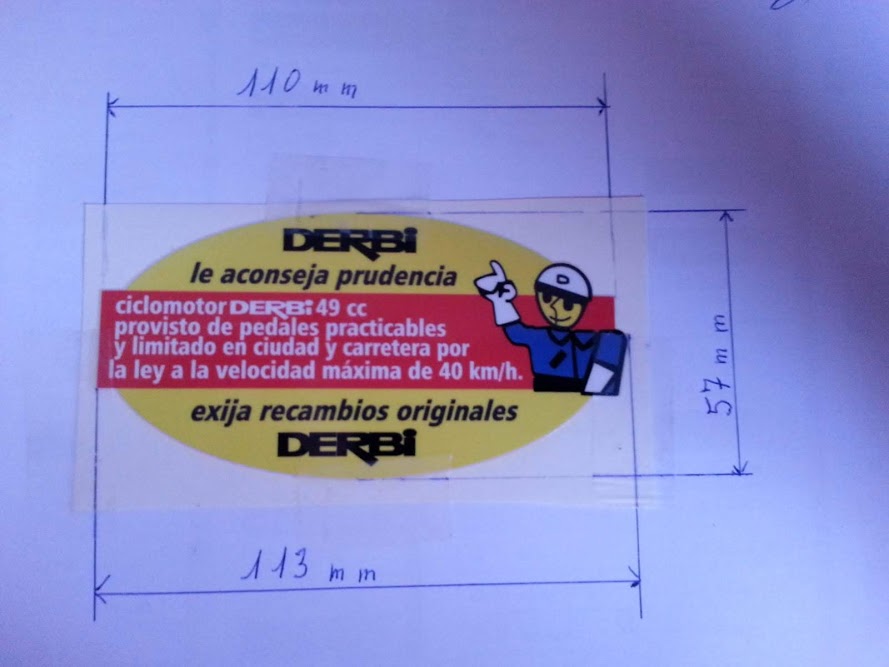 110 mm
DERBi
le aconseja prudencia
ciclomotor DERBi 49 cc
provisto de pedales practicables
y limitado en ciudad y carretera por
la ley a la velocidad máxima de 40 km/h.
exija recambios originales
DERBi
57 mm
113 mm